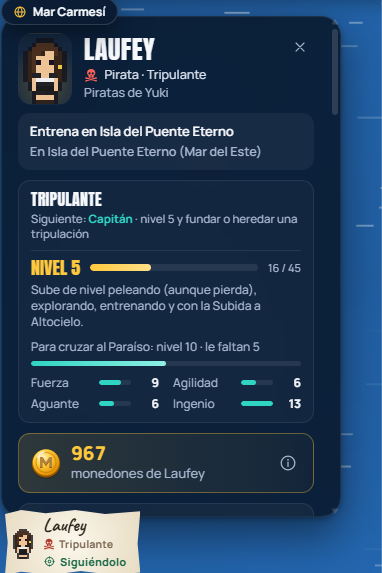 Mar Carmesí
LAUFEY
Pirata · Tripulante
Piratas de Yuki
Entrena en Isla del Puente Eterno
En Isla del Puente Eterno (Mar del Este)
TRIPULANTE
Siguiente: Capitán · nivel 5 y fundar o heredar una
tripulación
NIVEL 5 16 / 45
Sube de nivel peleando (aunque pierda),
explorando, entrenando y con la Subida a
Altocielo.
Para cruzar al Paraíso: nivel 10 · le faltan 5
Fuerza 9 Agilidad 6
Aguante 6 Ingenio 13
M
967
monedones de Laufey
Laufey
Tripulante
Siguiéndolo